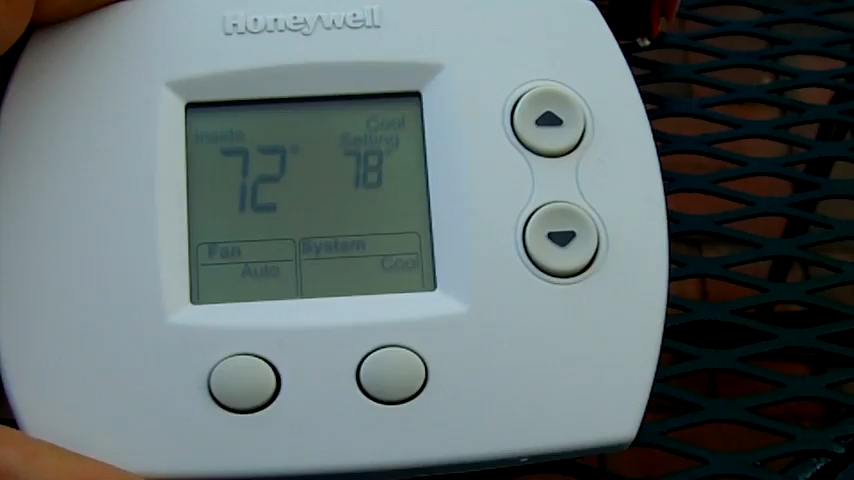 Honeywell
Inside
Cool
Setting
72°
78°
Fan
System
Auto
Cool